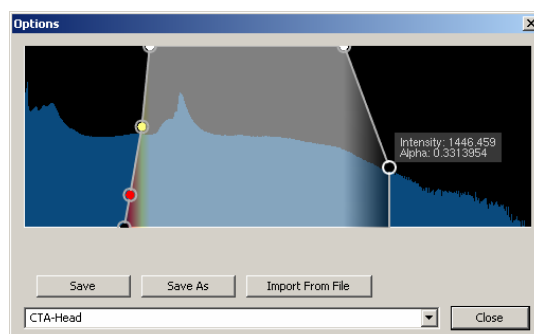 Options
Intensity: 1446.459
Alpha: 0.3313954
Save
Save As
Import From File
CTA-Head
Close